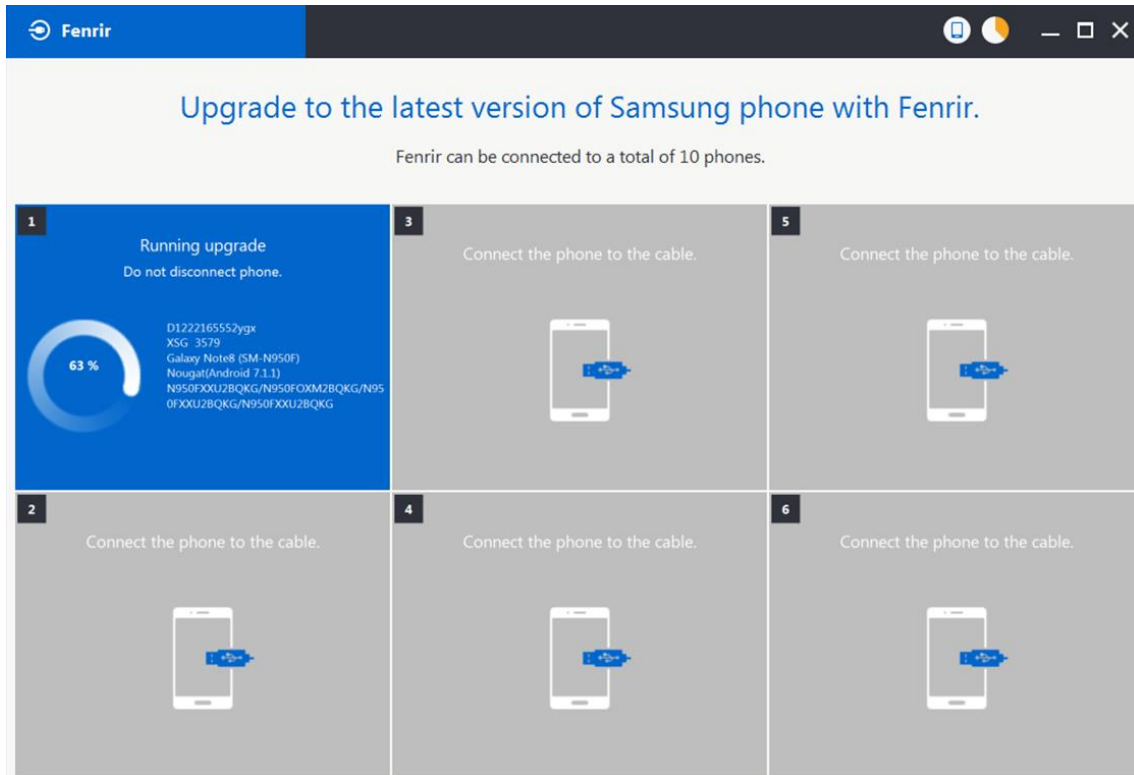 Fenrir
Upgrade to the latest version of Samsung phone with Fenrir.
Fenrir can be connected to a total of 10 phones.
1
Running upgrade
Do not disconnect phone.
63 %
D1222165552ygx
XSG 3579
Galaxy Note8 (SM-N950F)
Nougat(Android 7.1.1)
N950FXXU2BQKG/N950FOXM2BQKG/N95
0FXXU2BQKG/N950FXXU2BQKG
3
Connect the phone to the cable.
5
Connect the phone to the cable.
2
Connect the phone to the cable.
4
Connect the phone to the cable.
6
Connect the phone to the cable.